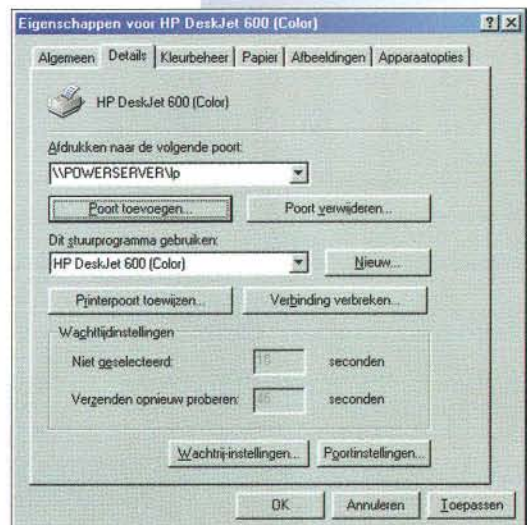 Eigenschappen voor HP DeskJet 600 (Color)
Algemeen Details Kleurbeheer Papier Afbeeldingen Apparaatopties
HP DeskJet 600 (Color)
Afdrukken naar de volgende poort:
\\POWERSERVER\lp
Poort toevoegen... Poort verwijderen...
Dit stuurprogramma gebruiken:
HP DeskJet 600 (Color) Nieuw...
Printerpoort toewijzen... Verbinding verbreken...
Wachttijdinstellingen
Niet geselecteerd: 15 seconden
Verzenden opnieuw proberen: 45 seconden
Wachtrij-instellingen... Poortinstellingen...
OK Annuleren Toepassen